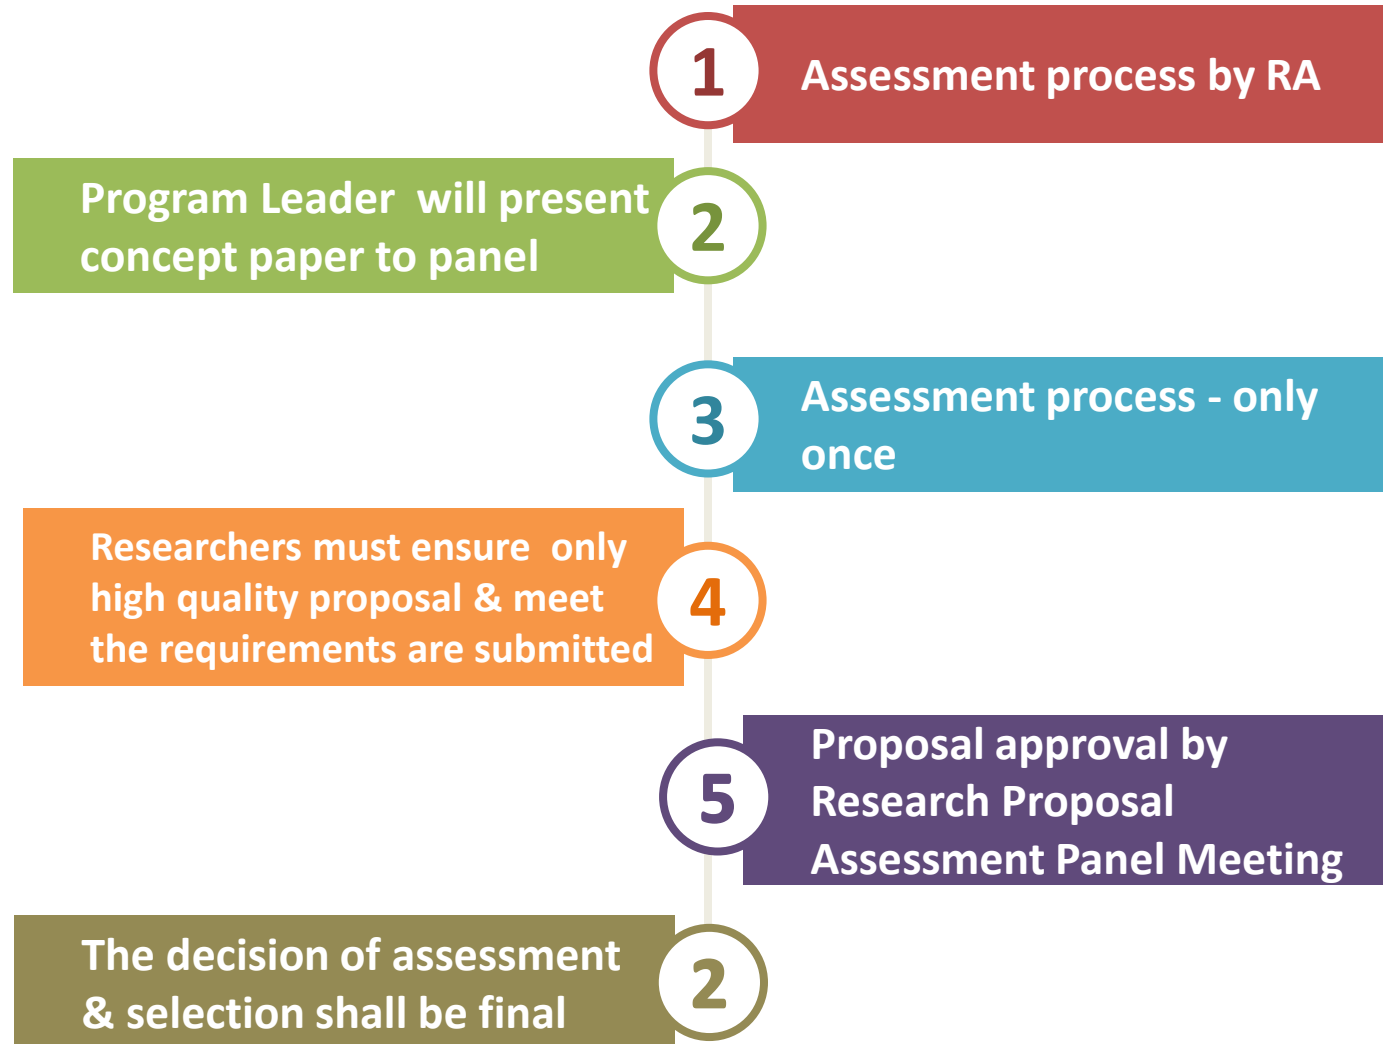 1
Assessment process by RA
Program Leader will present
concept paper to panel
2
3
Assessment process - only
once
Researchers must ensure only
high quality proposal & meet
the requirements are submitted
4
5
Proposal approval by
Research Proposal
Assessment Panel Meeting
The decision of assessment
& selection shall be final
2